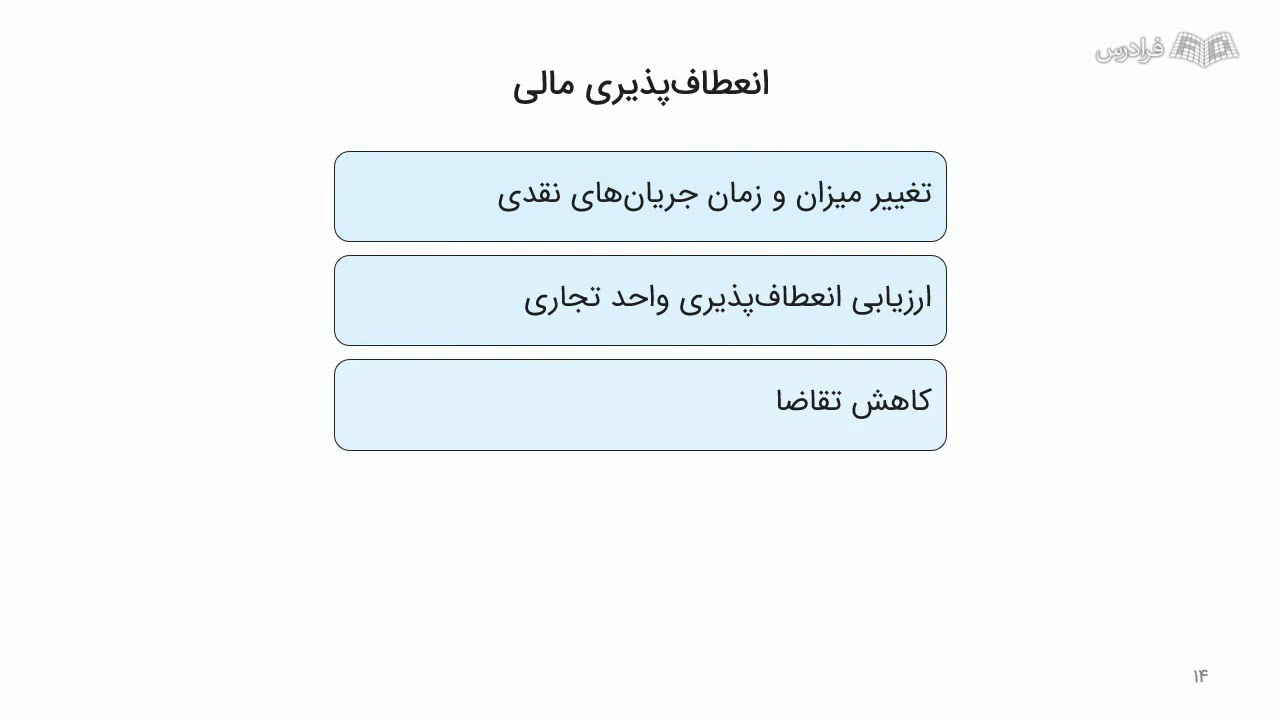 فرادرس
انعطاف‌پذیری مالی
تغییر میزان و زمان جریان‌های نقدی
ارزیابی انعطاف‌پذیری واحد تجاری
کاهش تقاضا
۱۴